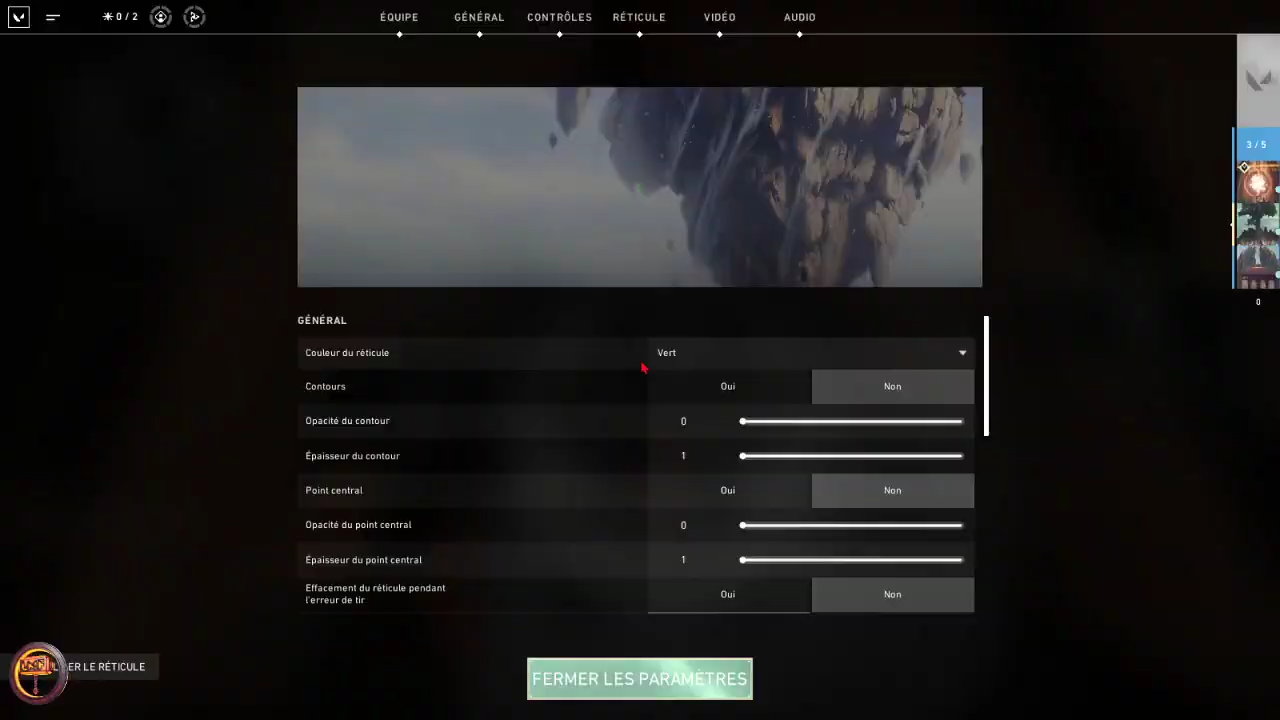 0 / 2
ÉQUIPE
GÉNÉRAL
CONTRÔLES
RÉTICULE
VIDÉO
AUDIO
3 / 5
0
GÉNÉRAL
Couleur du réticule
Vert
Contours
Oui
Non
Opacité du contour
0
Épaisseur du contour
1
Point central
Oui
Non
Opacité du point central
0
Épaisseur du point central
1
Effacement du réticule pendant
l'erreur de tir
Oui
Non
LE RÉTICULE
FERMER LES PARAMÈTRES